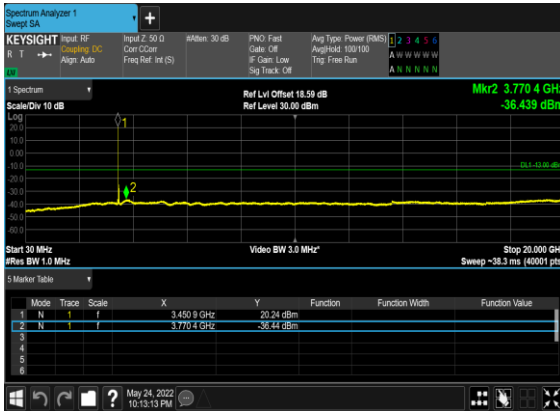 Spectrum Analyzer 1
Swept SA
+
KEYSIGHT Input: RF Input Z: 50 Ω #Atten: 30 dB PNO: Fast Avg Type: Power (RMS) 1 2 3 4 5 6
R T Coupling: DC Corr CCorr Gate: Off Avg|Hold: 100/100 A W W W W W
Align: Auto Freq Ref: Int (S) IF Gain: Low Trig: Free Run
Sig Track: Off A N N N N N
1 Spectrum Ref Lvl Offset 18.59 dB Mkr2 3.770 4 GHz
Scale/Div 10 dB Ref Level 30.00 dBm -36.439 dBm
Log
20.0
10.0
0.00
-10.0
-20.0
-30.0
-40.0
-50.0
-60.0
1
2
DL1 -13.00 dBm
Start 30 MHz Video BW 3.0 MHz* Stop 20.000 GH
#Res BW 1.0 MHz Sweep ~38.3 ms (40001 pts
5 Marker Table
Mode Trace Scale X Y Function Function Width Function Value
1 N 1 f 3.450 9 GHz 20.24 dBm
2 N 1 f 3.770 4 GHz -36.44 dBm
3
4
5
6
?
May 24, 2022
10:13:13 PM